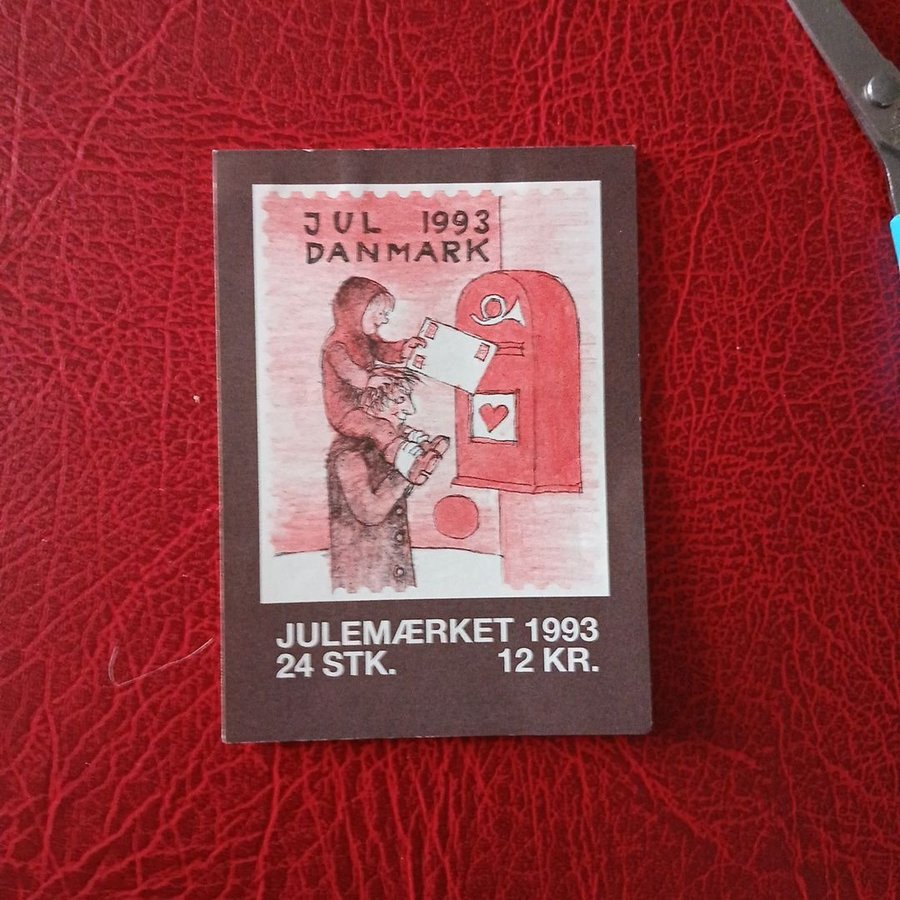 JUL 1993
DANMARK
JULEMÆRKET 1993
24 STK. 12 KR.